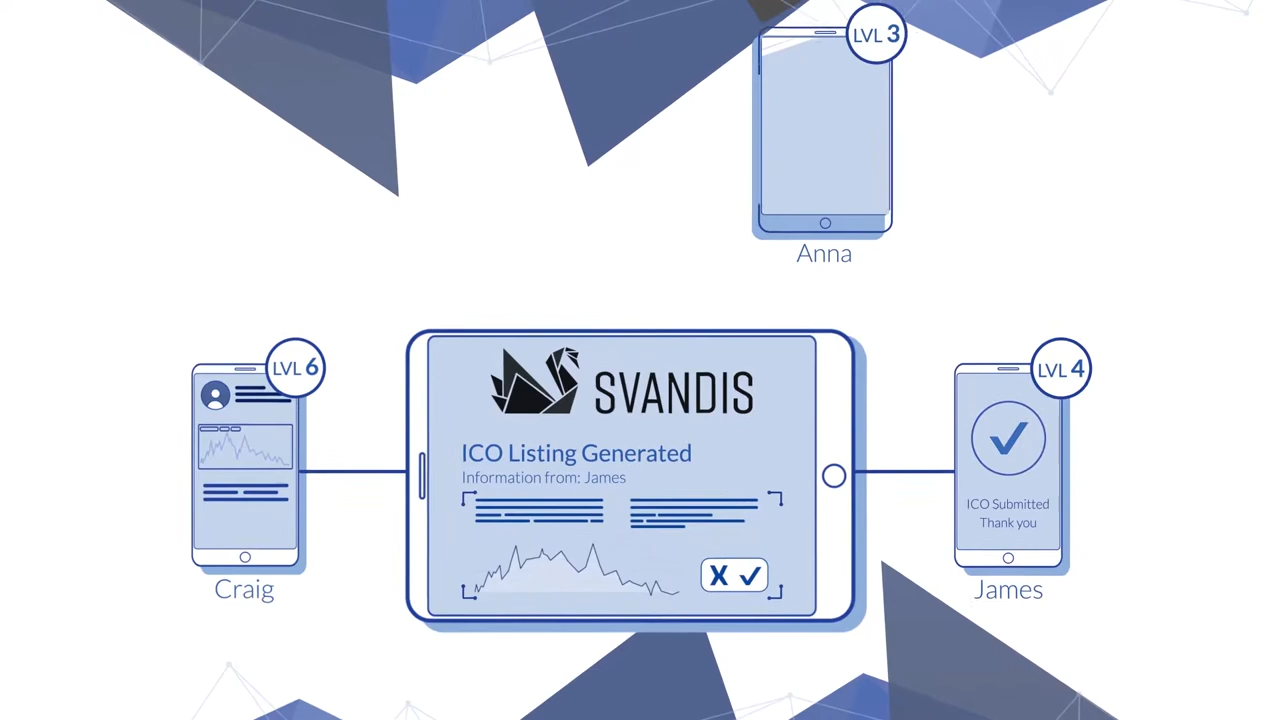 LVL 3
Anna
LVL 6
Craig
SVANDIS
ICO Listing Generated
Information from: James
X
LVL 4
ICO Submitted
Thank you
James